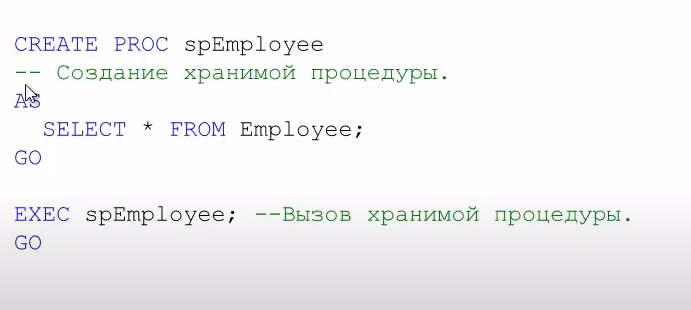 CREATE PROC spEmployee
-- Создание хранимой процедуры.
AS
SELECT * FROM Employee;
GO
EXEC spEmployee; --Вызов хранимой процедуры.
GO